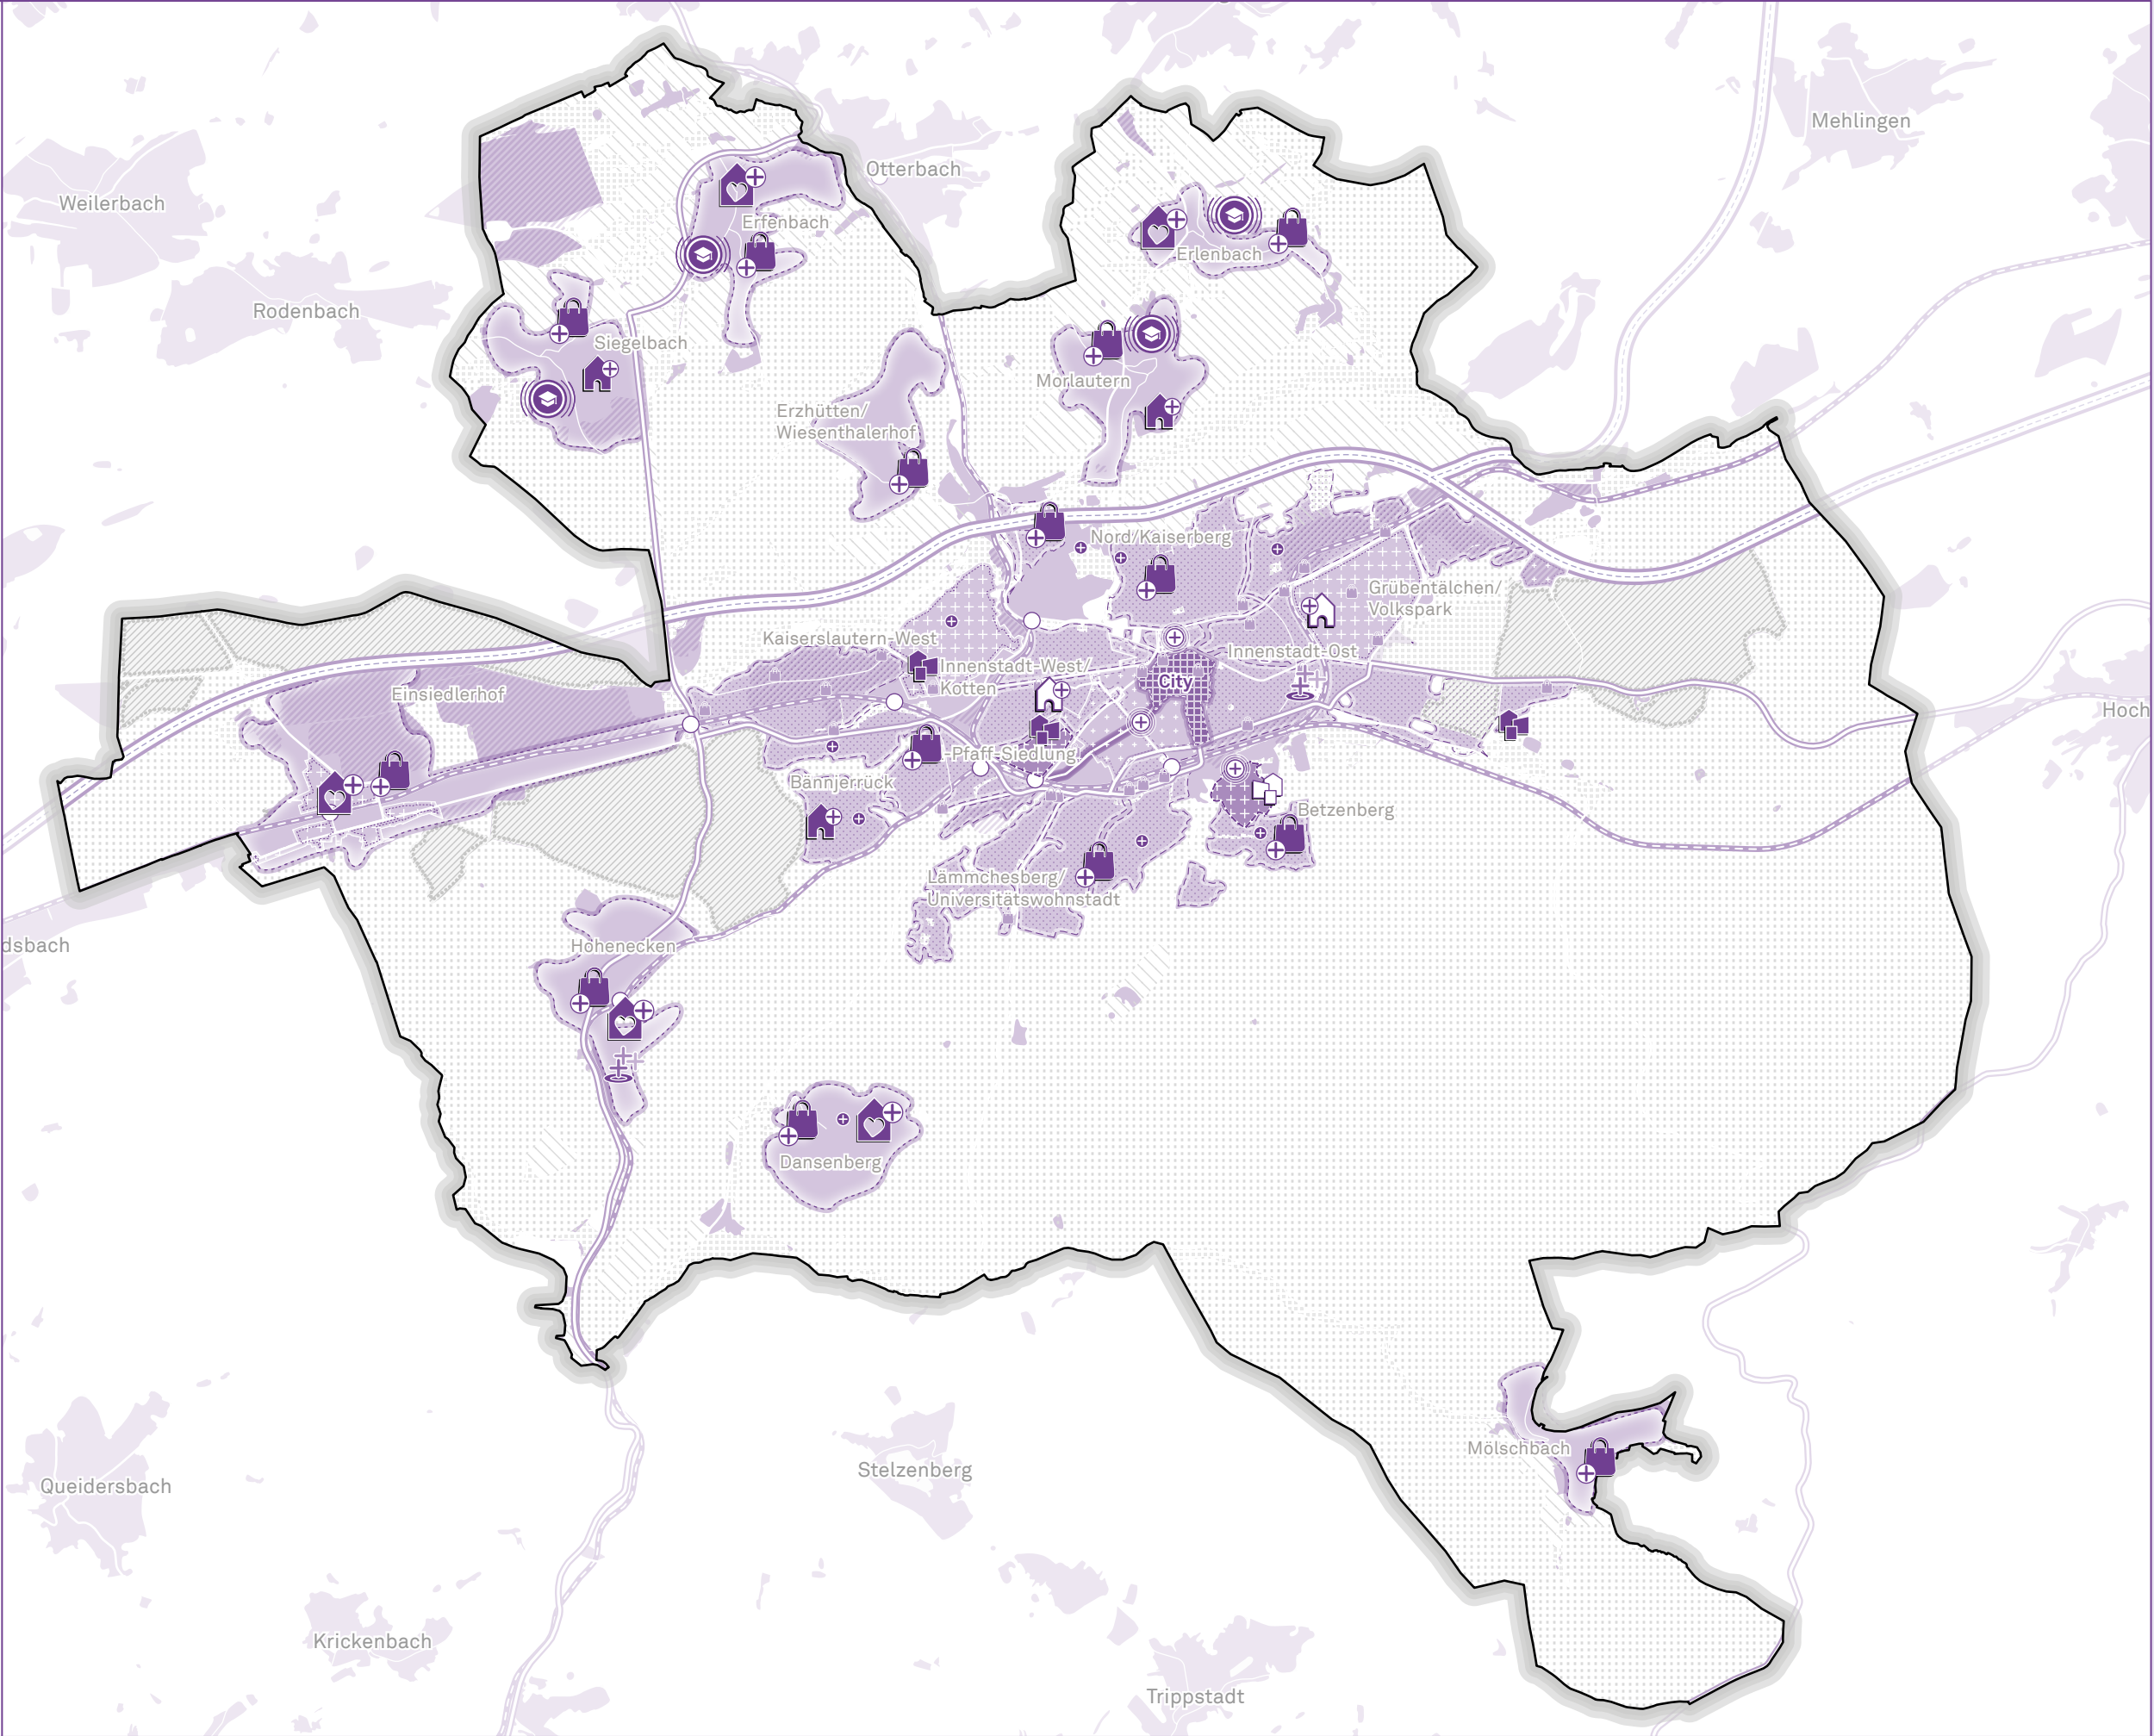 Mehlingen
Otterbach
Weilerbach
Erfenbach
Erlenbach
Rodenbach
Siegelbach
Morlautern
Erzhütten/
Wiesenthalerhof
Nord/Kaiserberg
Grübentälchen/
Volkspark
Kaiserslautern-West
Innenstadt-Ost
Innenstadt-West/
Kotten
City
Einsiedlerhof
Hoch
-Pfaff-Siedlung
Bännjerrück
Betzenberg
Lämmchesberg/
Universitätswohnstadt
dsbach
Hohenecken
Dansenberg
Mölschbach
Stelzenberg
Queidersbach
Krickenbach
Trippstadt